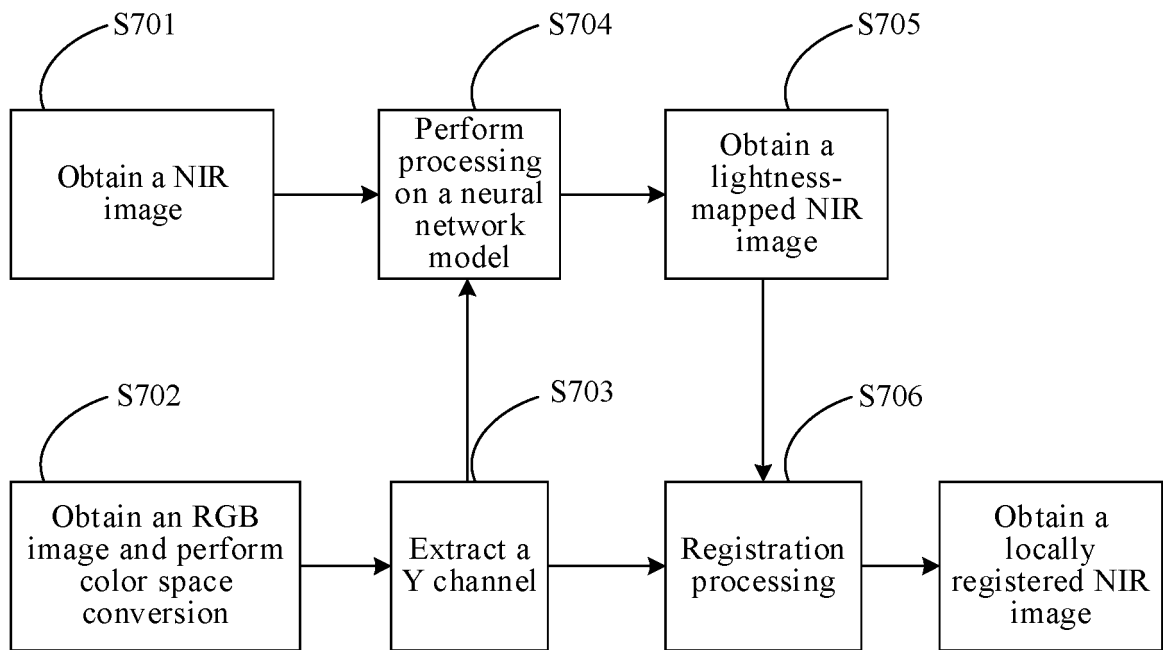 S701
S704
S705
Obtain a NIR
image
Perform
processing
on a neural
network
model
Obtain a
lightness-
mapped NIR
image
S702
S703
S706
Obtain an RGB
image and perform
color space
conversion
Extract a
Y channel
Registration
processing
Obtain a
locally
registered NIR
image